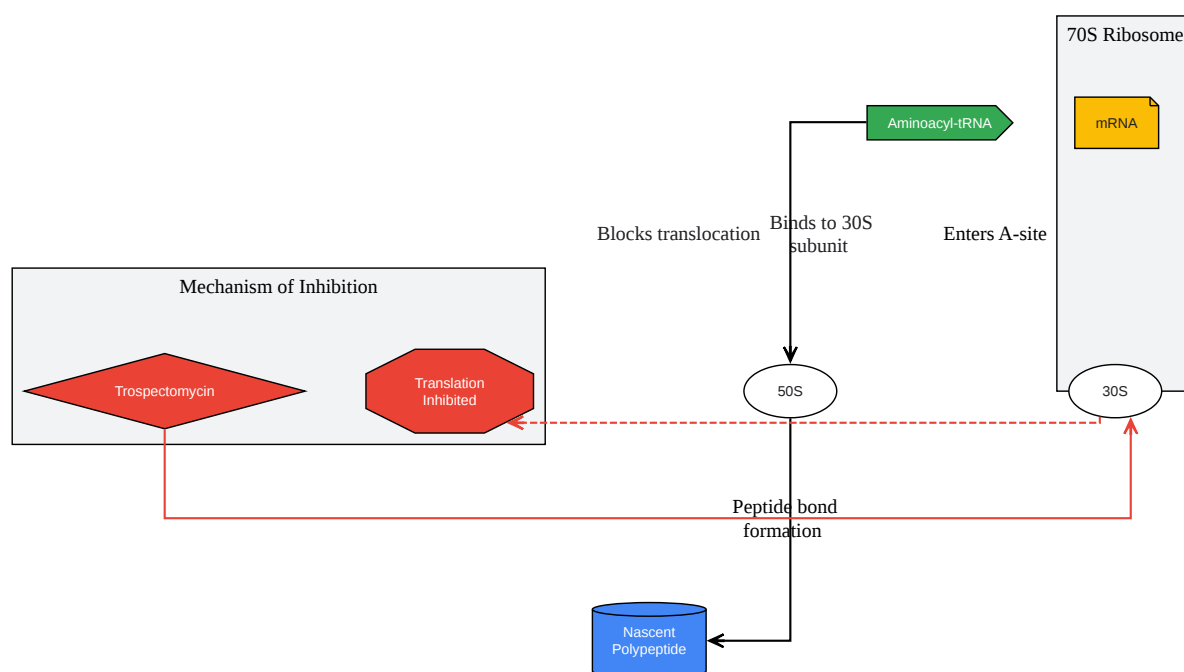 70S Ribosome
Aminoacyl-tRNA
mRNA
Blocks translocation
Binds to 30S
subunit
Enters A-site
Mechanism of Inhibition
Trospectomycin
Translation
Inhibited
50S
30S
Peptide bond
formation
Nascent
Polypeptide